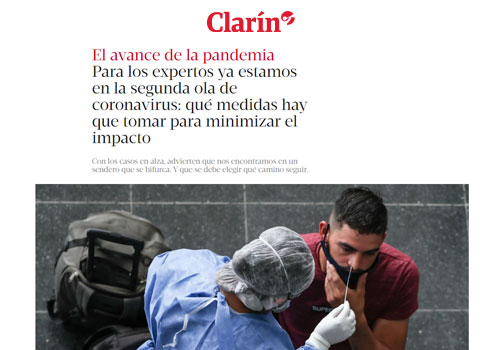 Clarín
El avance de la pandemia
Para los expertos ya estamos
en la segunda ola de
coronavirus: qué medidas hay
que tomar para minimizar el
impacto
Con los casos en alza, advierten que nos encontramos en un
sendero que se bifurca. Y que se debe elegir qué camino seguir.